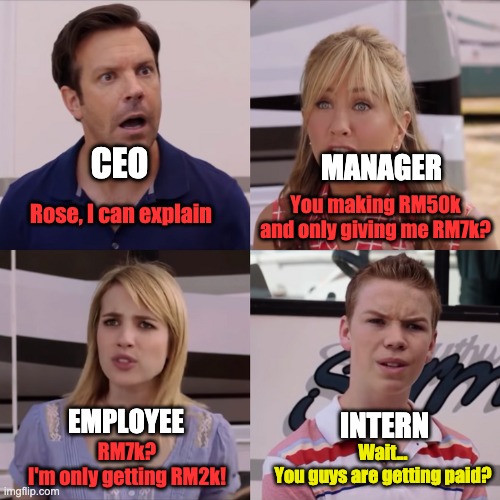 CEO
Rose, I can explain
MANAGER
You making RM50k
and only giving me RM7k?
EMPLOYEE
RM7k?
I'm only getting RM2k!
INTERN
Wait...
You guys are getting paid?
imgflip.com